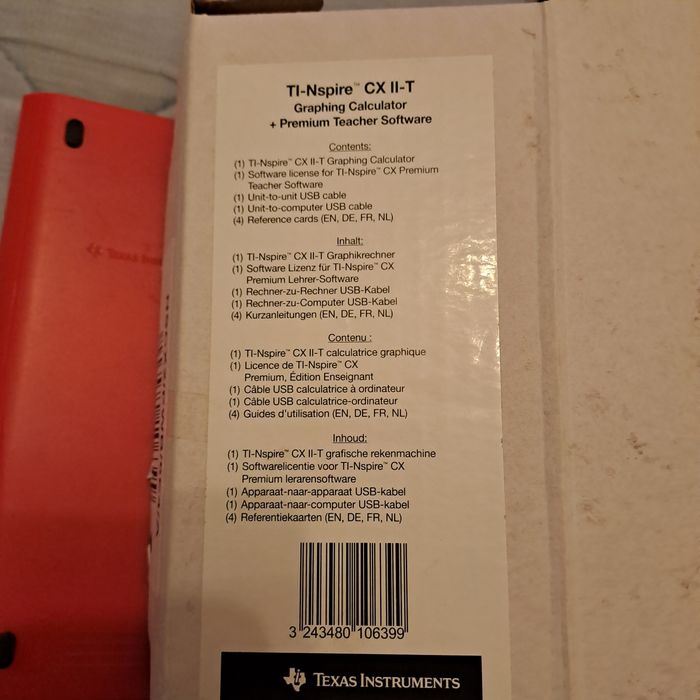 TI-Nspire™ CX II-T
Graphing Calculator
+ Premium Teacher Software
Contents:
(1) TI-Nspire™ CX II-T Graphing Calculator
(1) Software license for TI-Nspire™ CX Premium
Teacher Software
(1) Unit-to-unit USB cable
(1) Unit-to-computer USB cable
(4) Reference cards (EN, DE, FR, NL)
Inhalt:
(1) TI-Nspire™ CX II-T Graphikrechner
(1) Software Lizenz für TI-Nspire™ CX
Premium Lehrer-Software
(1) Rechner-zu-Rechner USB-Kabel
(1) Rechner-zu-Computer USB-Kabel
(4) Kurzanleitungen (EN, DE, FR, NL)
Contenu :
(1) TI-Nspire™ CX II-T calculatrice graphique
(1) Licence de TI-Nspire™ CX
Premium, Édition Enseignant
(1) Câble USB calculatrice à ordinateur
(1) Câble USB calculatrice-ordinateur
(4) Guides d'utilisation (EN, DE, FR, NL)
Inhoud:
(1) TI-Nspire™ CX II-T grafische rekenmachine
(1) Softwarelicentie voor TI-Nspire™ CX
Premium lerarensoftware
(1) Apparaat-naar-apparaat USB-kabel
(1) Apparaat-naar-computer USB-kabel
(4) Referentiekaarten (EN, DE, FR, NL)
3 243480 106399
TEXAS INSTRUMENTS